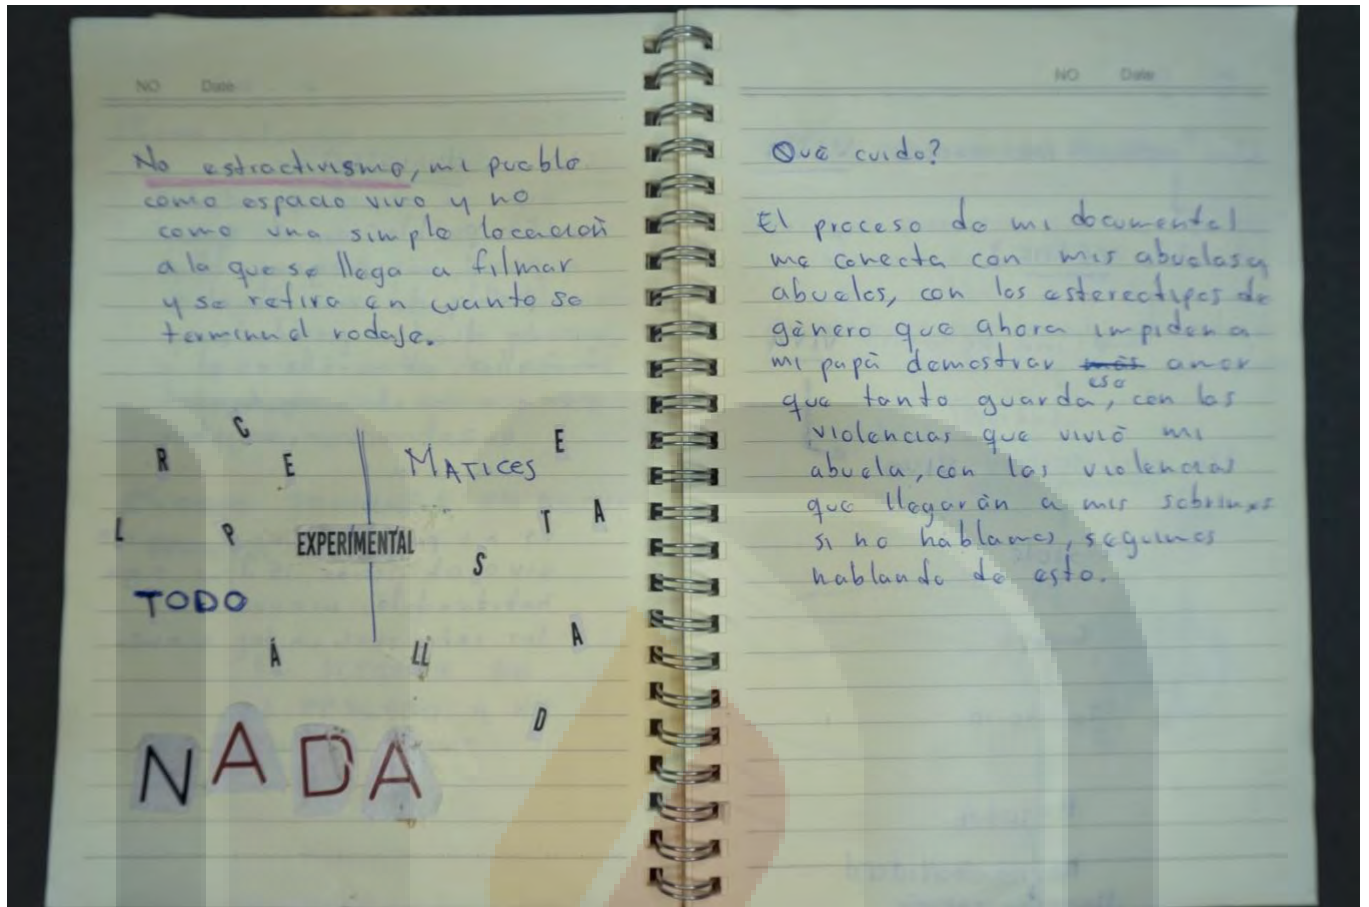 NO Date
No estractivismo, mi pueblo
como espacio vivo y no
como una simple locación
a la que se llega a filmar
y se retira en cuanto se
termina el rodaje.
C
R E MATICES E
L P EXPERIMENTAL T A
S
TODO
A LL A
D
NADA
NO Date
Qué cuido?
El proceso de mi documental
me conecta con mis abuelas y
abuelos, con los estereotipos de
género que ahora impiden a
mi papá demostrar más amor
eso
que tanto guarda, con las
violencias que vivió mi
abuela, con las violencias
que llegarán a mis sobrinxs
si no hablamos, seguimos
hablando de esto.